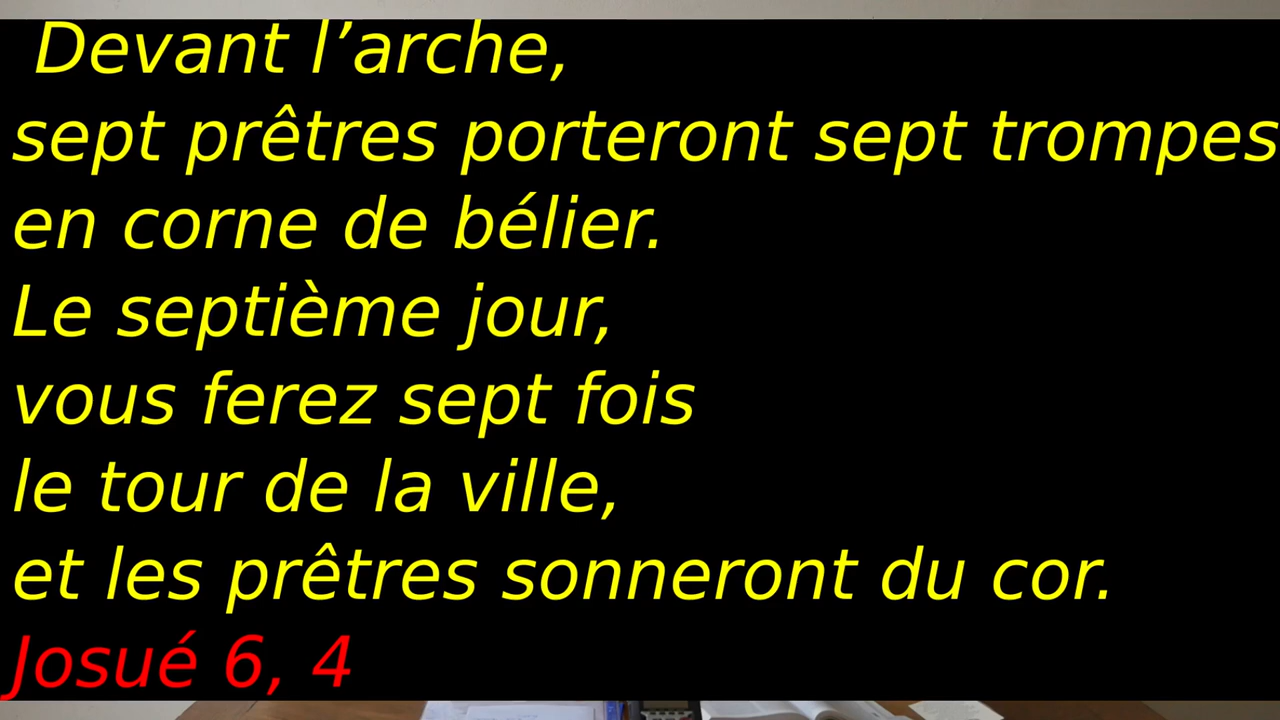 Devant l’arche,
sept prêtres porteront sept trompes
en corne de bélier.
Le septième jour,
vous ferez sept fois
le tour de la ville,
et les prêtres sonneront du cor.
Josué 6, 4